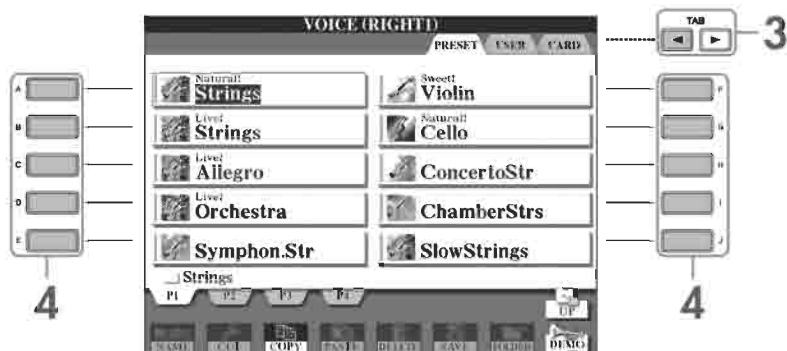 VOICE (RIGHT1)
TAB
3
PRESET USER CARD
A
Natural!
Strings
Sweet!
Violin
F
B
Live!
Strings
Natural!
Cello
G
C
Live!
Allegro
ConcertoStr
H
D
Live!
Orchestra
ChamberStrs
I
E
Symphon.Str
SlowStrings
J
Strings
4
P1 P2 P3 P4
UP
4
NAME CUT COPY PASTE DELETE SAVE FOLDER DEMO